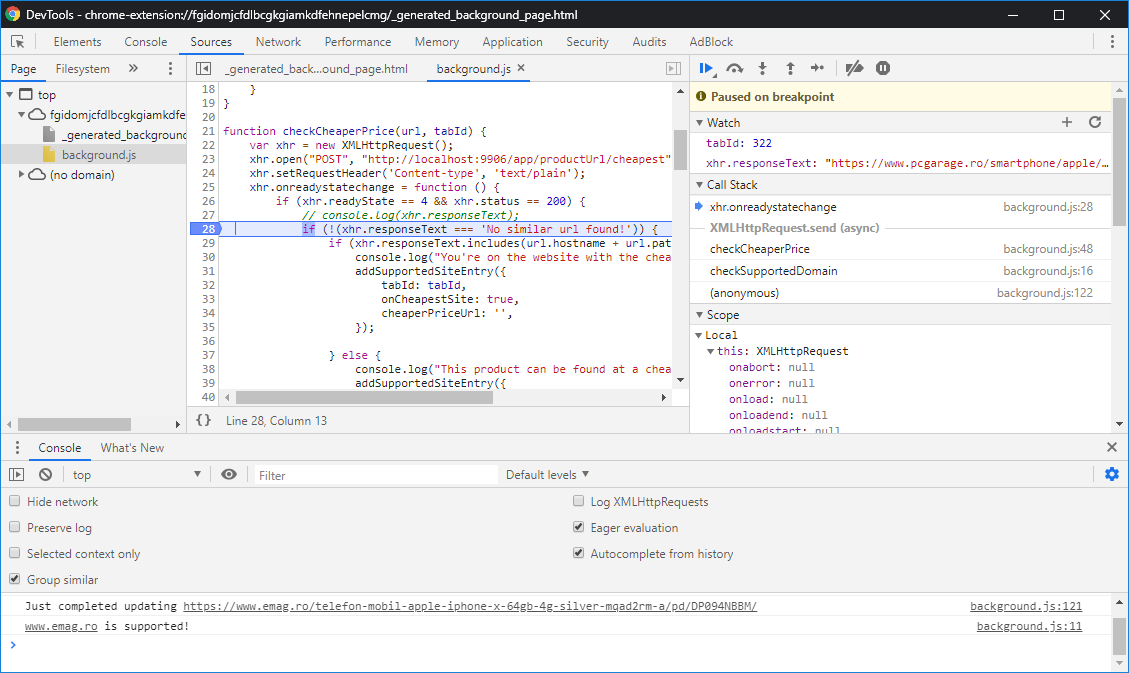 DevTools - chrome-extension://fgidomjcfdlbcgkgiamkdfehnepelcmg/_generated_background_page.html
Elements Console Sources Network Performance Memory Application Security Audits AdBlock
Page Filesystem »
_generated_back...ound_page.html background.js ×
top
fgidomjcfdlbcgkgiamkdfe
_generated_background
background.js
(no domain)
18 }
19 }
20
21 function checkCheaperPrice(url, tabId) {
22 var xhr = new XMLHttpRequest();
23 xhr.open("POST", "http://localhost:9906/app/productUrl/cheapest"
24 xhr.setRequestHeader('Content-type', 'text/plain');
25 xhr.onreadystatechange = function () {
26 if (xhr.readyState == 4 && xhr.status == 200) {
27 // console.log(xhr.responseText);
28 if (!(xhr.responseText === 'No similar url found!')) {
29 if (xhr.responseText.includes(url.hostname + url.pat
30 console.log("You're on the website with the chea
31 addSupportedSiteEntry({
32 tabId: tabId,
33 onCheapestSite: true,
34 cheaperPriceUrl: '',
35 });
36
37 } else {
38 console.log("This product can be found at a chea
39 addSupportedSiteEntry({
40
{} Line 28, Column 13
Paused on breakpoint
Watch
tabId: 322
xhr.responseText: "https://www.pcgarage.ro/smartphone/apple/…
Call Stack
xhr.onreadystatechange background.js:28
XMLHttpRequest.send (async)
checkCheaperPrice background.js:48
checkSupportedDomain background.js:16
(anonymous) background.js:122
Scope
Local
this: XMLHttpRequest
onabort: null
onerror: null
onload: null
onloadend: null
onloadstart: null
Console What's New
top Filter Default levels
Hide network Log XMLHttpRequests
Preserve log Eager evaluation
Selected context only Autocomplete from history
Group similar
Just completed updating https://www.emag.ro/telefon-mobil-apple-iphone-x-64gb-4g-silver-mqad2rm-a/pd/DP094NBBM/ background.js:121
www.emag.ro is supported! background.js:11